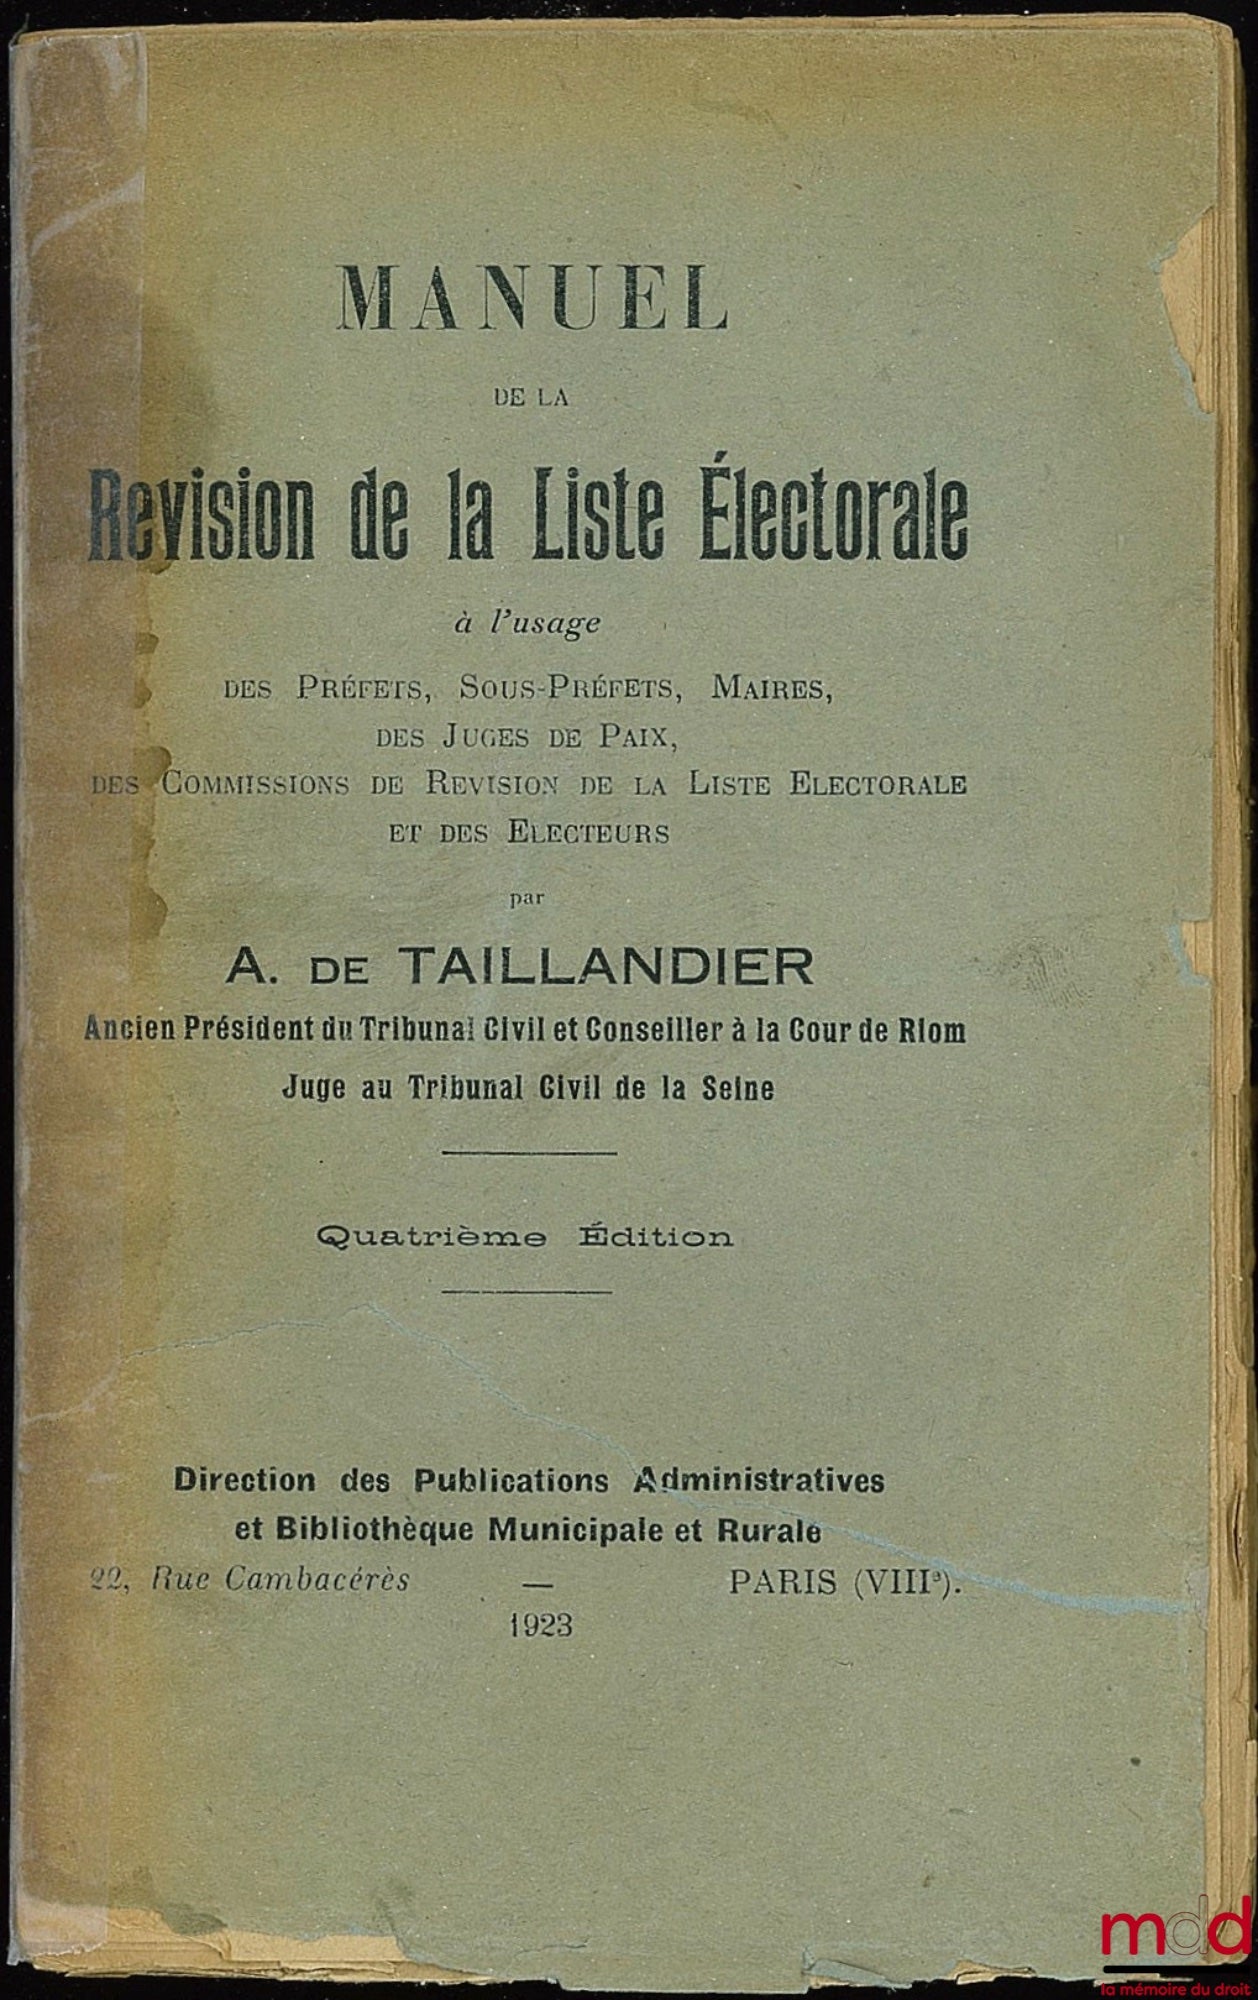 MANUEL
DE LA
Revision de la Liste Électorale
à l'usage
DES PRÉFETS, SOUS-PRÉFETS, MAIRES,
DES JUGES DE PAIX,
DES COMMISSIONS DE REVISION DE LA LISTE ELECTORALE
ET DES ELECTEURS
par
A. DE TAILLANDIER
Ancien Président du Tribunal Civil et Conseiller à la Cour de Riom
Juge au Tribunal Civil de la Seine
Quatrième Édition
Direction des Publications Administratives
et Bibliothèque Municipale et Rurale
22, Rue Cambacérès — PARIS (VIIIe).
1923
mdd
la mémoire du droit